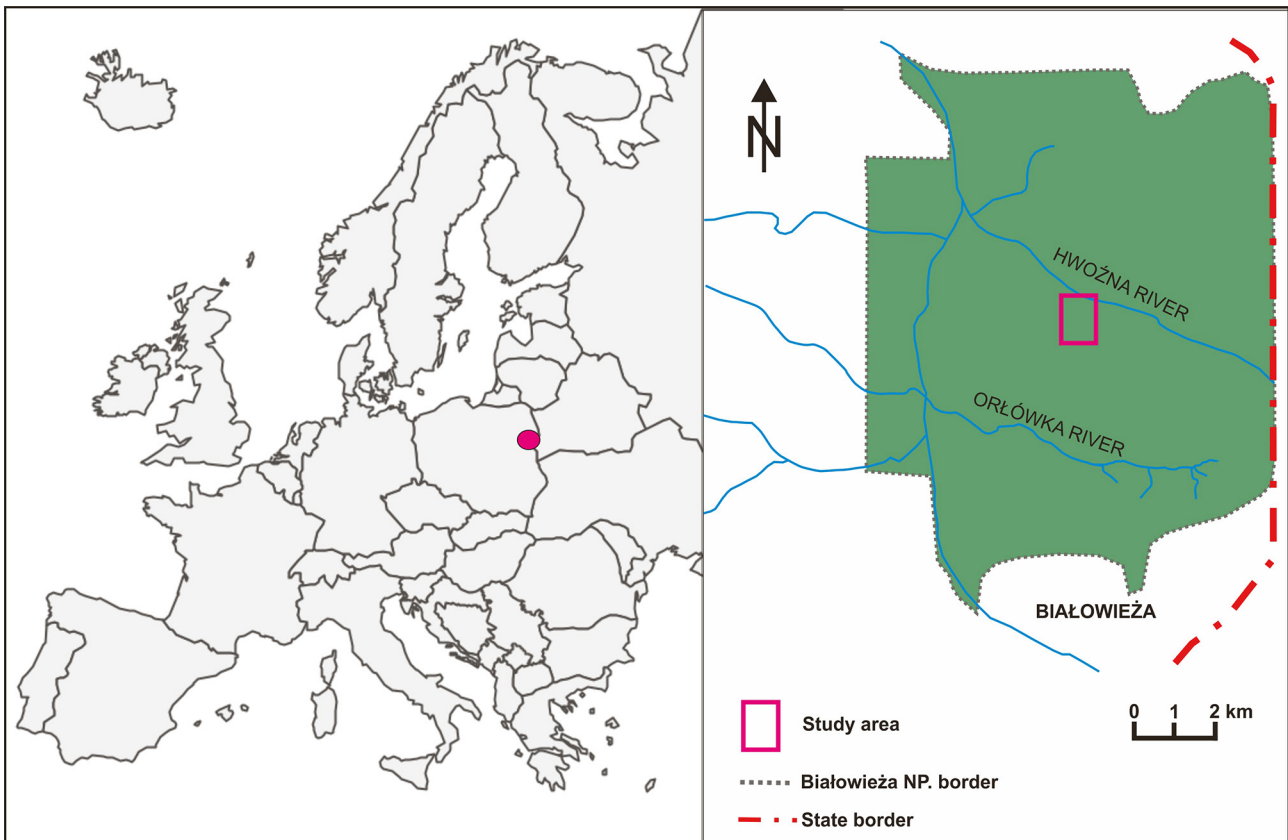 N
HWOŹNA RIVER
ORŁÓWKA RIVER
BIAŁOWIEŻA
0 1 2 km
Study area
Białowieża NP. border
State border